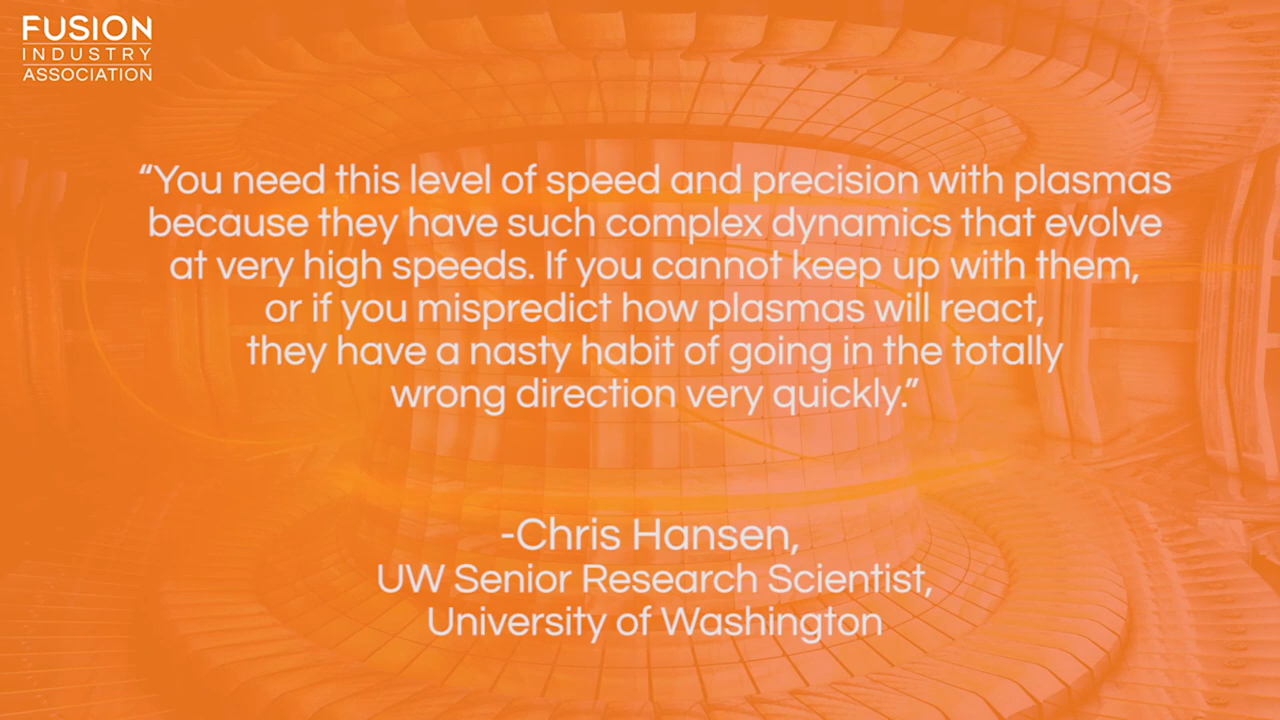 FUSION
INDUSTRY
ASSOCIATION
“You need this level of speed and precision with plasmas
because they have such complex dynamics that evolve
at very high speeds. If you cannot keep up with them,
or if you mispredict how plasmas will react,
they have a nasty habit of going in the totally
wrong direction very quickly.”
-Chris Hansen,
UW Senior Research Scientist,
University of Washington